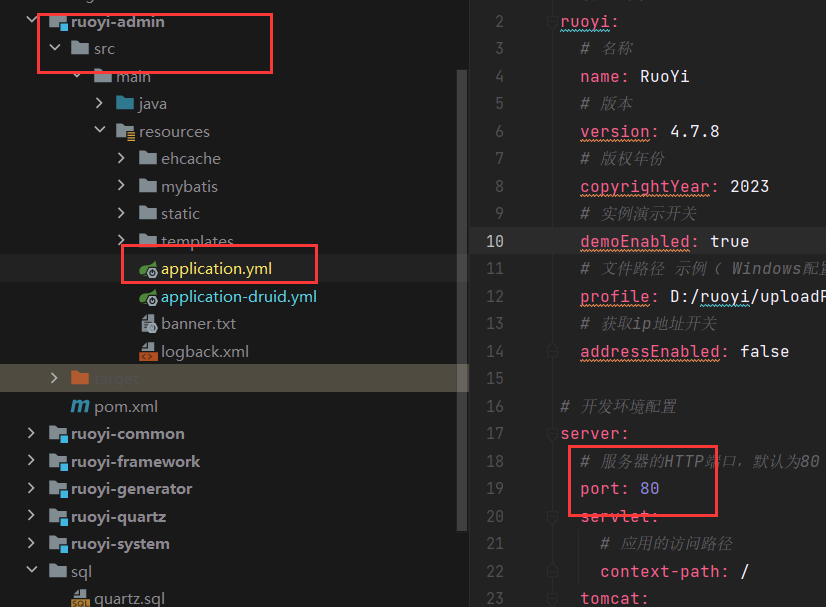 ruoyi-admin
src
main
java
resources
ehcache
mybatis
static
templates
application.yml
application-druid.yml
banner.txt
logback.xml
target
pom.xml
ruoyi-common
ruoyi-framework
ruoyi-generator
ruoyi-quartz
ruoyi-system
sql
quartz.sql
2 ruoyi:
3 # 名称
4 name: RuoYi
5 # 版本
6 version: 4.7.8
7 # 版权年份
8 copyrightYear: 2023
9 # 实例演示开关
10 demoEnabled: true
11 # 文件路径 示例（ Windows配置
12 profile: D:/ruoyi/uploadP
13 # 获取ip地址开关
14 addressEnabled: false
15
16 # 开发环境配置
17 server:
18 # 服务器的HTTP端口，默认为80
19 port: 80
20 servlet:
21 # 应用的访问路径
22 context-path: /
23 tomcat: